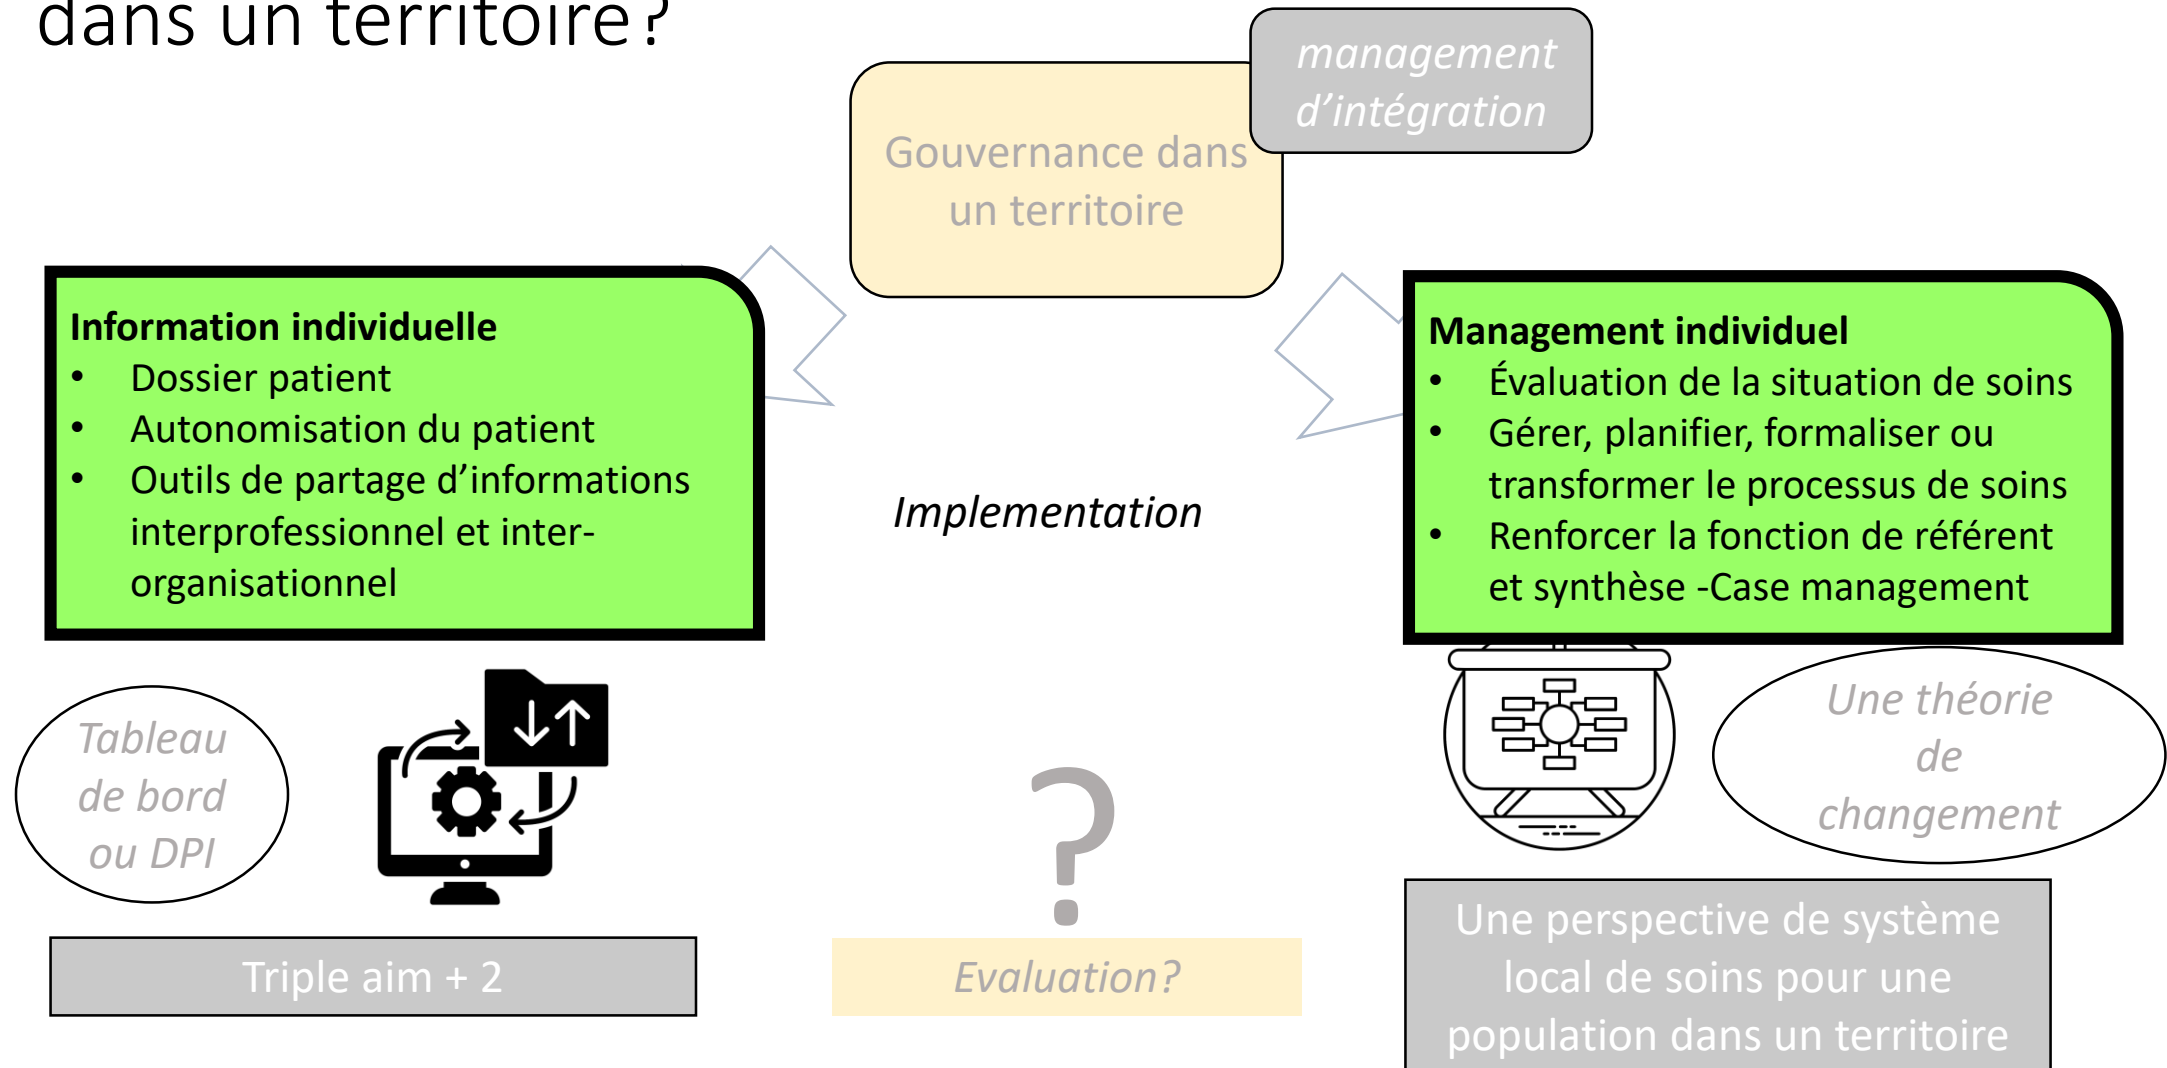 dans un territoire?
management
d’intégration
Gouvernance dans
un territoire
Information individuelle
• Dossier patient
• Autonomisation du patient
• Outils de partage d’informations
interprofessionnel et inter-
organisationnel
Implementation
Management individuel
• Évaluation de la situation de soins
• Gérer, planifier, formaliser ou
transformer le processus de soins
• Renforcer la fonction de référent
et synthèse -Case management
Tableau
de bord
ou DPI
?
Une théorie
de
changement
Triple aim + 2
Evaluation?
Une perspective de système
local de soins pour une
population dans un territoire